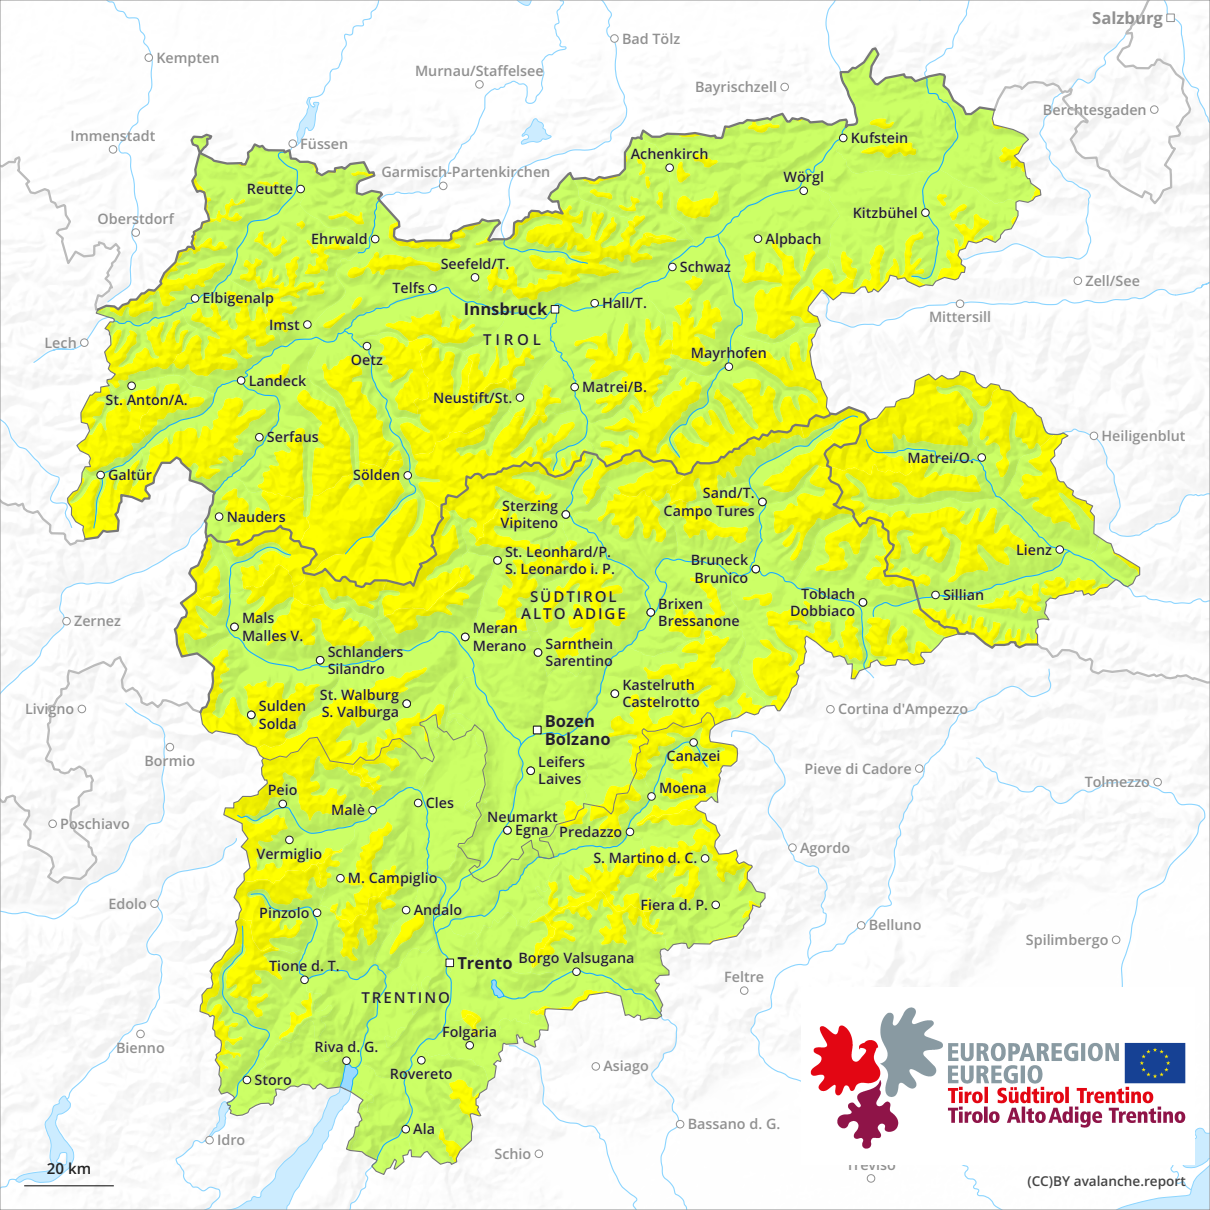 Salzburg
Bad Tölz
Kempten
Murnau/Staffelsee
Bayrischzell
Berchtesgaden
Immenstadt
Füssen
Kufstein
Achenkirch
Garmisch-Partenkirchen
Wörgl
Reutte
Kitzbühel
Oberstdorf
Ehrwald
Alpbach
Seefeld/T.
Schwaz
Zell/See
Telfs
Elbigenalp
Hall/T.
Innsbruck
Mittersill
Imst
TIROL
Lech
Oetz
Mayrhofen
Landeck
Matrei/B.
St. Anton/A.
Neustift/St.
Serfaus
Heiligenblut
Matrei/O.
Galtür
Sölden
Sand/T.
Campo Tures
Sterzing
Vipiteno
Nauders
Lienz
St. Leonhard/P.
S. Leonardo i. P.
Bruneck
Brunico
SÜDTIROL
ALTO ADIGE
Toblach
Dobbiaco
Sillian
Brixen
Bressanone
Zernez
Mals
Malles V.
Meran
Merano
Sarnthein
Sarentino
Schlanders
Silandro
Kastelruth
Castelrotto
St. Walburg
S. Valburga
Livigno
Sulden
Solda
Cortina d'Ampezzo
Bozen
Bolzano
Canazei
Bormio
Leifers
Laives
Pieve di Cadore
Tolmezzo
Peio
Moena
Malè
Cles
Neumarkt
Egna
Predazzo
Poschiavo
Vermiglio
S. Martino d. C.
Agordo
M. Campiglio
Edolo
Pinzolo
Andalo
Fiera d. P.
Belluno
Spilimbergo
Tione d. T.
Trento
Borgo Valsugana
Feltre
TRENTINO
Folgaria
Bienno
Riva d. G.
Rovereto
Asiago
Storo
EUROPAREGION
EUREGIO
Tirol Südtirol Trentino
Tirolo Alto Adige Trentino
Ala
Bassano d. G.
Idro
Schio
Treviso
20 km
(CC)BY avalanche.report